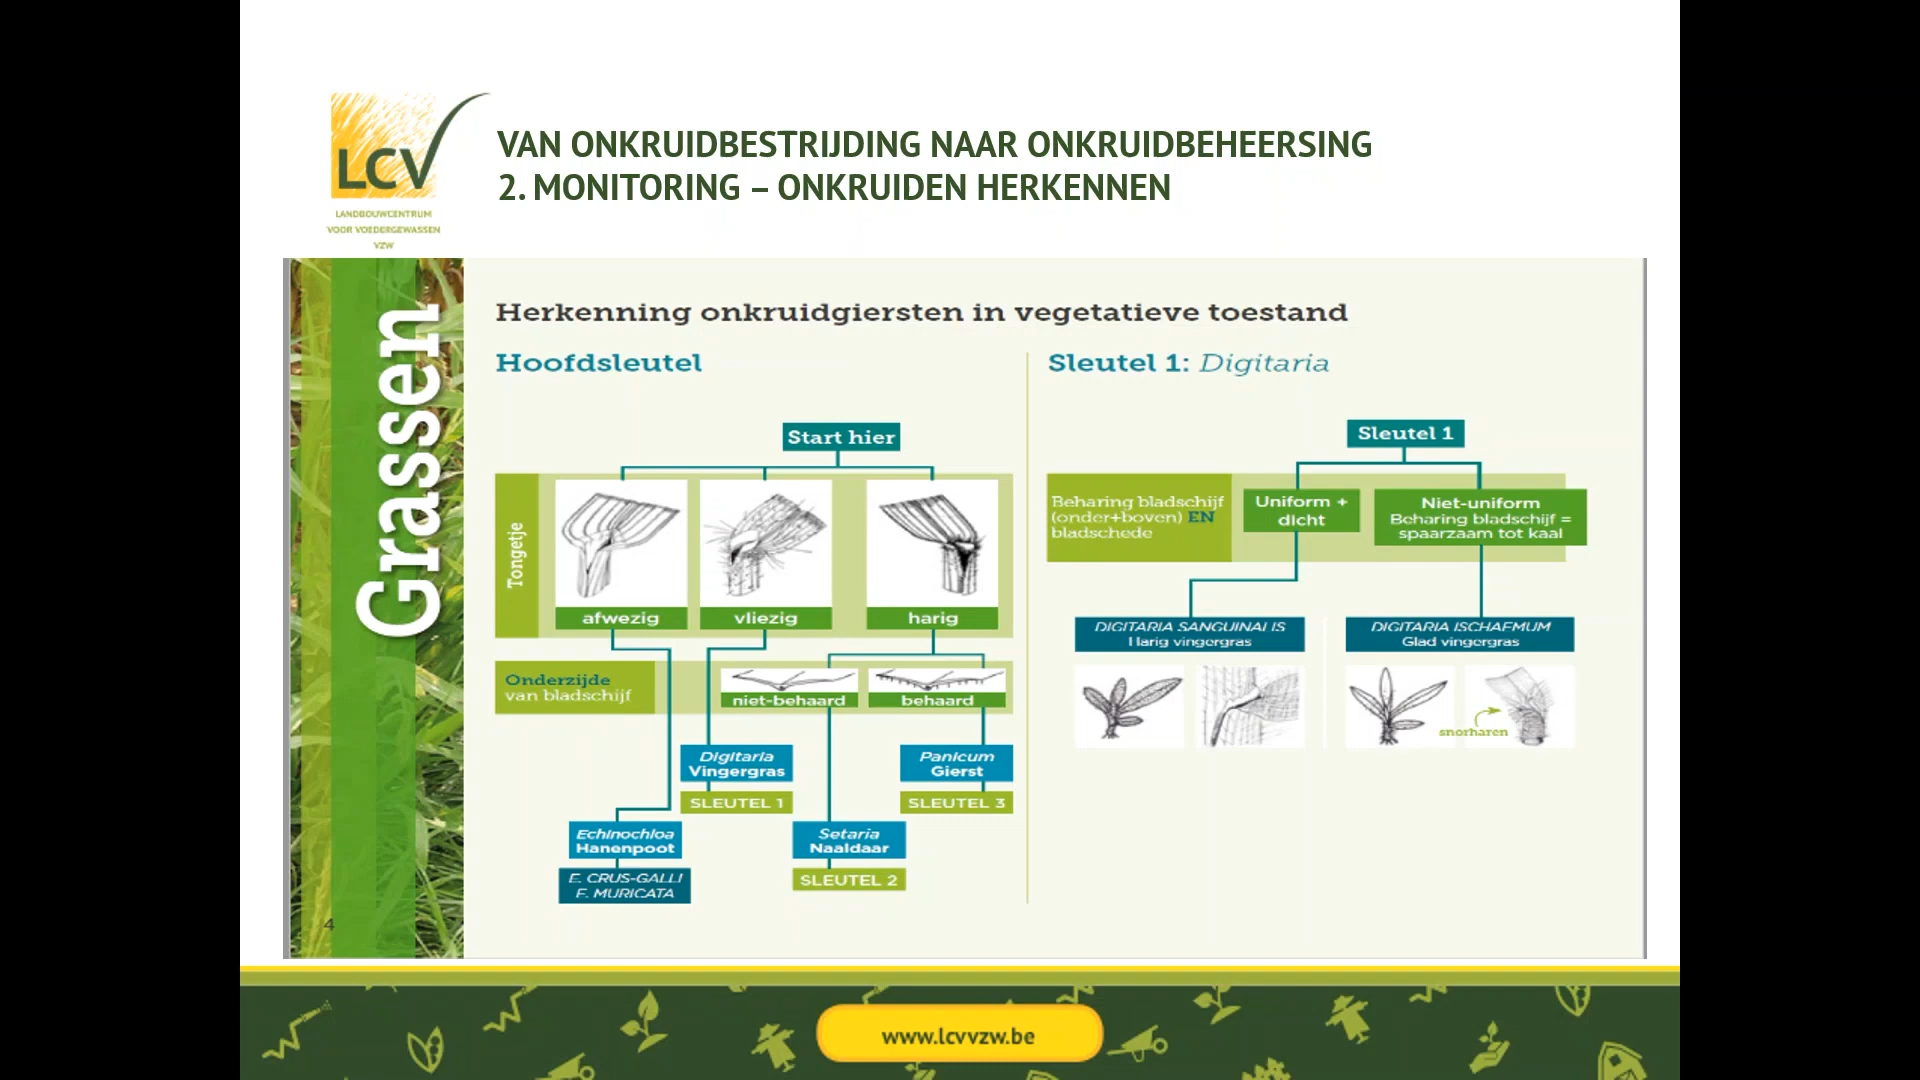 LCV
LANDBOUWCENTRUM
VOOR VOEDERGEWASSEN
VZW
VAN ONKRUIDBESTRIJDING NAAR ONKRUIDBEHEERSING
2. MONITORING – ONKRUIDEN HERKENNEN
Grassen
4
Herkenning onkruidgiersten in vegetatieve toestand
Hoofdsleutel
Start hier
Tongetje
afwezig
vliezig
harig
Onderzijde
van bladschijf
niet-behaard
behaard
Digitaria
Vingergras
SLEUTEL 1
Panicum
Gierst
SLEUTEL 3
Echinochloa
Hanenpoot
E. CRUS-GALLI
E. MURICATA
Setaria
Naaldaar
SLEUTEL 2
Sleutel 1: Digitaria
Sleutel 1
Beharing bladschijf
(onder+boven) EN
bladschede
Uniform +
dicht
Niet-uniform
Beharing bladschijf =
spaarzaam tot kaal
DIGITARIA SANGUINALIS
Harig vingergras
DIGITARIA ISCHAEMUM
Glad vingergras
snorharen
www.lcvvzw.be